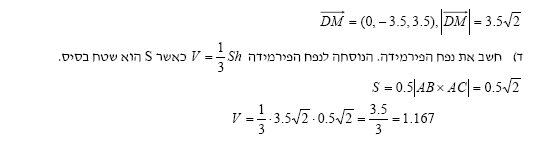 $\overrightarrow{DM} = (0, -3.5, 3.5), \left|\overrightarrow{DM}\right| = 3.5\sqrt{2}$
ד) חשב את נפח הפירמידה. הנוסחה לנפח הפירמידה $V = \frac{1}{3}Sh$ כאשר S הוא שטח בסיס.
$S = 0.5|AB \times AC| = 0.5\sqrt{2}$
$V = \frac{1}{3} \cdot 3.5\sqrt{2} \cdot 0.5\sqrt{2} = \frac{3.5}{3} = 1.167$